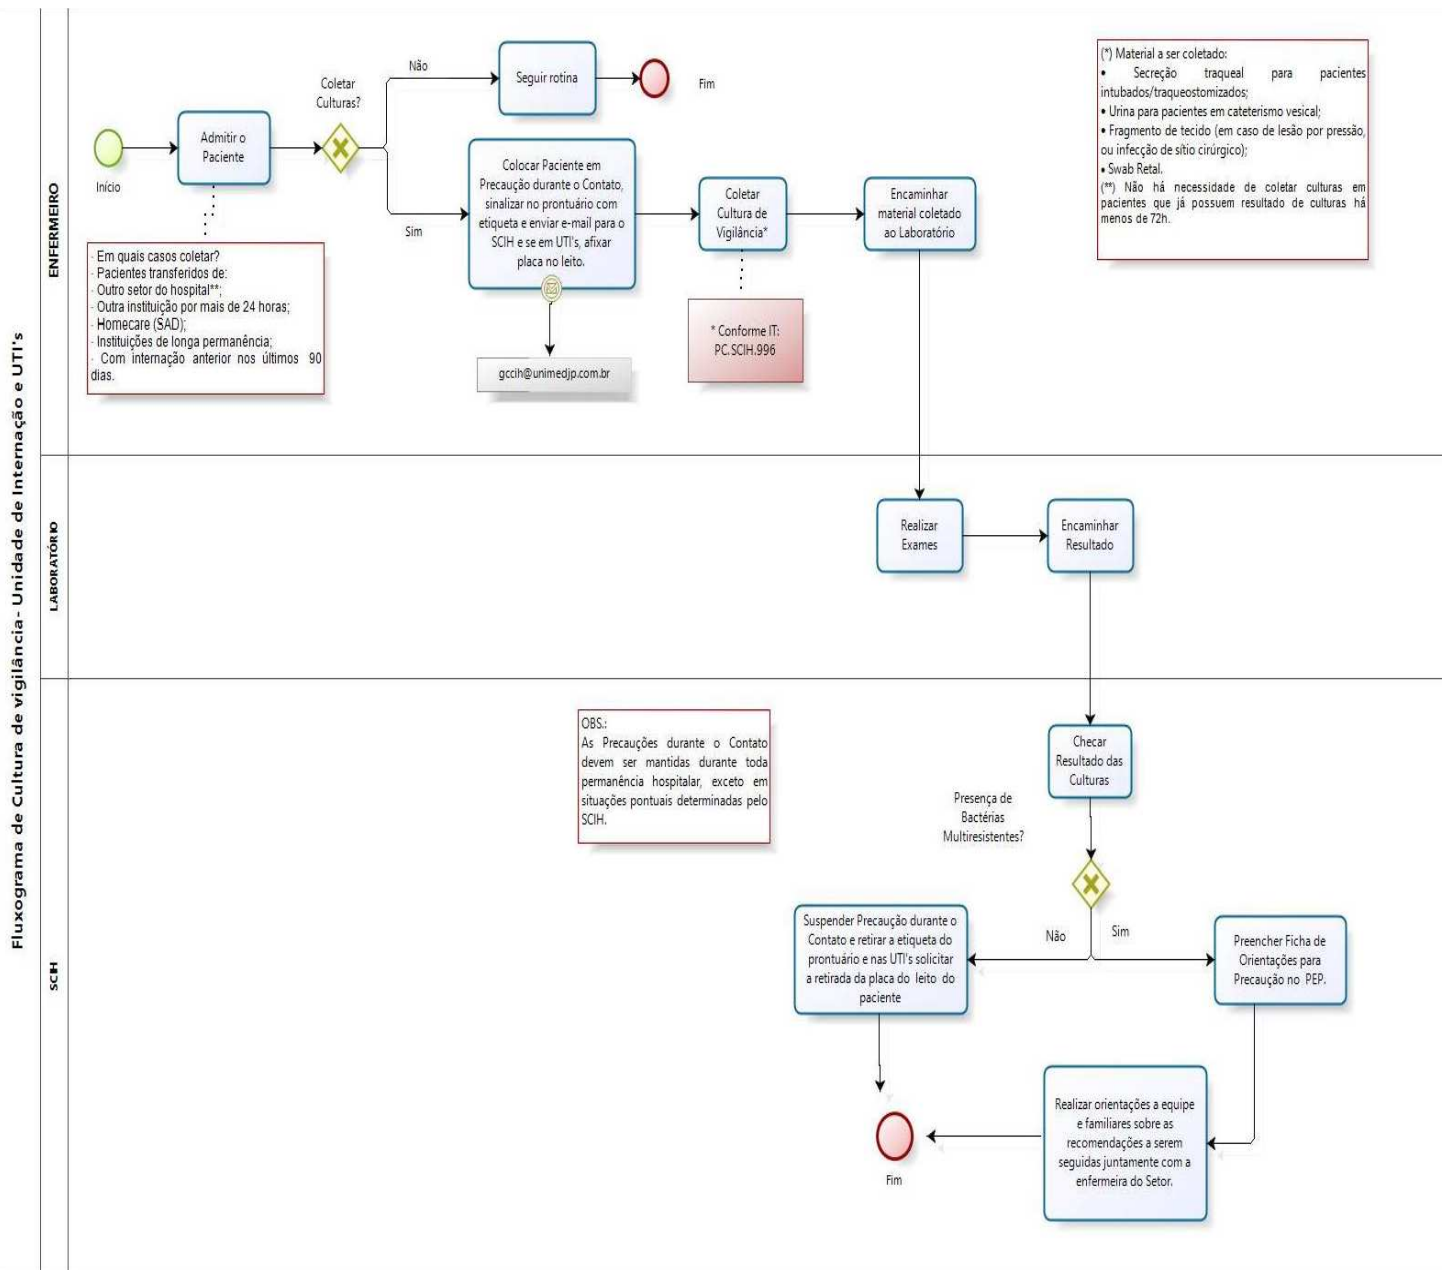 Fluxograma de Cultura de vigilância- Unidade de Internação e UTI's
ENFERMEIRO
Início
Admitir o
Paciente
Coletar
Culturas?
Não
Seguir rotina
Fim
Sim
Colocar Paciente em
Precaução durante o Contato,
sinalizar no prontuário com
etiqueta e enviar e-mail para o
SCIH e se em UTI's, afixar
placa no leito.
Coletar
Cultura de
Vigilância*
Encaminhar
material coletado
ao Laboratório
(*) Material a ser coletado:
• Secreção traqueal para pacientes
intubados/traqueostomizados;
• Urina para pacientes em cateterismo vesical;
• Fragmento de tecido (em caso de lesão por pressão,
ou infecção de sítio cirúrgico);
• Swab Retal.
(**) Não há necessidade de coletar culturas em
pacientes que já possuem resultado de culturas há
menos de 72h.
· Em quais casos coletar?
· Pacientes transferidos de:
· Outro setor do hospital**;
· Outra instituição por mais de 24 horas;
· Homecare (SAD);
· Instituições de longa permanência;
· Com internação anterior nos últimos 90
dias.
gccih@unimedjp.com.br
* Conforme IT:
PC.SCIH.996
LABORATÓRIO
Realizar
Exames
Encaminhar
Resultado
SCIH
OBS.:
As Precauções durante o Contato
devem ser mantidas durante toda
permanência hospitalar, exceto em
situações pontuais determinadas pelo
SCIH.
Checar
Resultado das
Culturas
Presença de
Bactérias
Multiresistentes?
Não
Sim
Suspender Precaução durante o
Contato e retirar a etiqueta do
prontuário e nas UTI's solicitar
a retirada da placa do leito do
paciente
Preencher Ficha de
Orientações para
Precaução no PEP.
Realizar orientações a equipe
e familiares sobre as
recomendações a serem
seguidas juntamente com a
enfermeira do Setor.
Fim